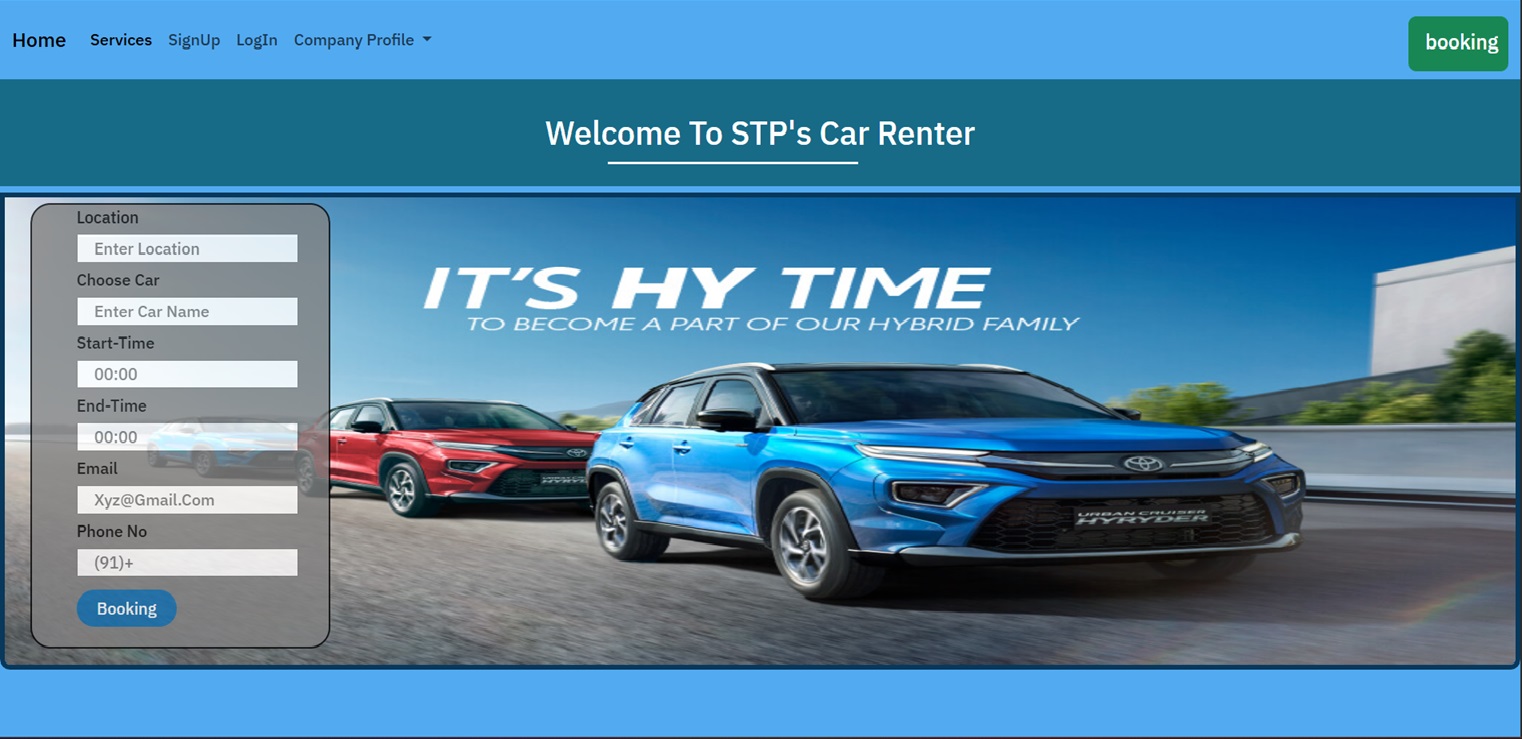 Home Services SignUp LogIn Company Profile
booking
Welcome To STP's Car Renter
Location
Enter Location
Choose Car
Enter Car Name
Start-Time
00:00
End-Time
00:00
Email
Xyz@Gmail.Com
Phone No
(91)+
Booking
IT'S HY TIME
TO BECOME A PART OF OUR HYBRID FAMILY
URBAN CRUISER
HYRYDER